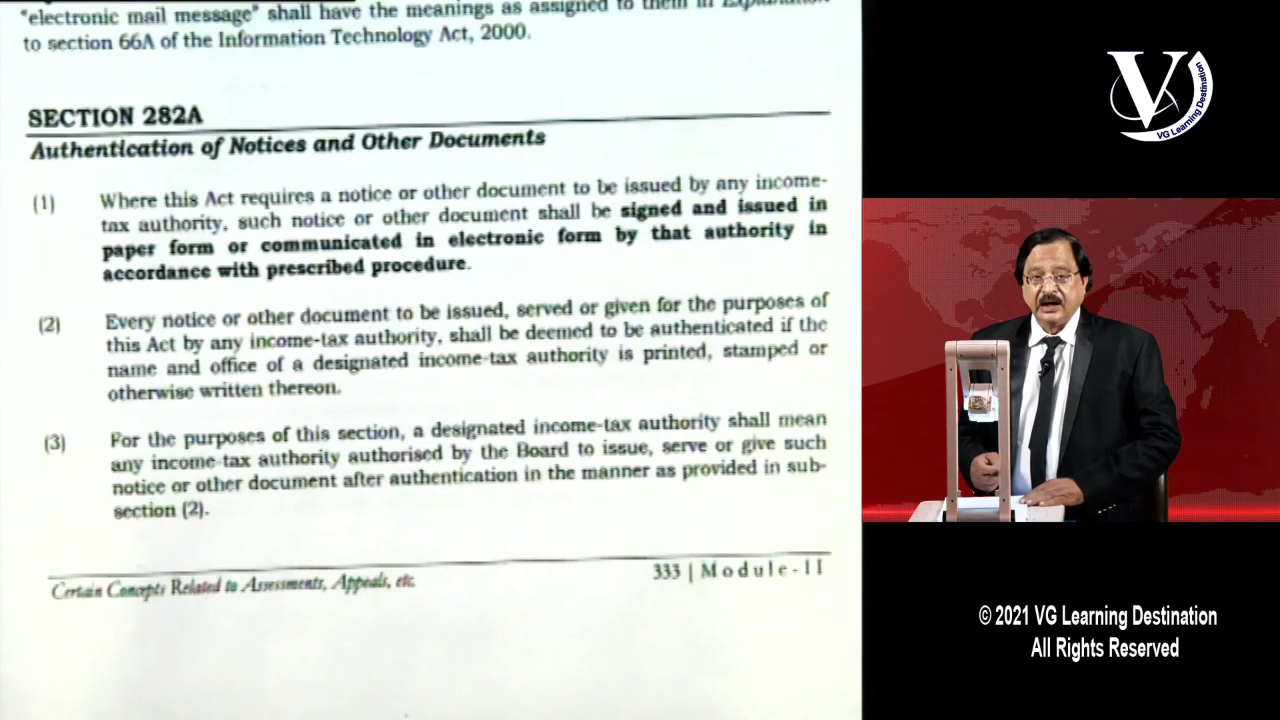 "electronic mail message" shall have the meanings as assigned to them in Explanation
to section 66A of the Information Technology Act, 2000.
SECTION 282A
Authentication of Notices and Other Documents
(1) Where this Act requires a notice or other document to be issued by any income-
tax authority, such notice or other document shall be signed and issued in
paper form or communicated in electronic form by that authority in
accordance with prescribed procedure.
(2) Every notice or other document to be issued, served or given for the purposes of
this Act by any income-tax authority, shall be deemed to be authenticated if the
name and office of a designated income-tax authority is printed, stamped or
otherwise written thereon.
(3) For the purposes of this section, a designated income-tax authority shall mean
any income-tax authority authorised by the Board to issue, serve or give such
notice or other document after authentication in the manner as provided in sub-
section (2).
Certain Concepts Related to Assessments, Appeals, etc.
333 | Module-II
V
VG Learning Destination
© 2021 VG Learning Destination
All Rights Reserved